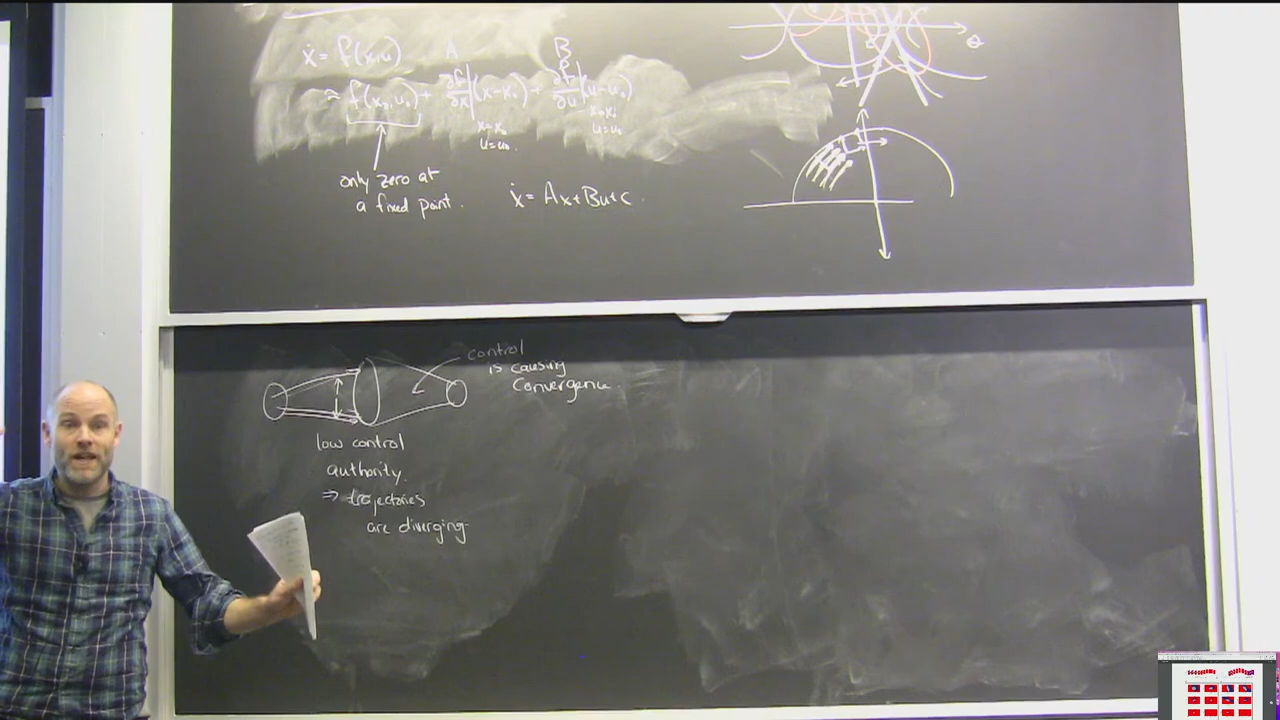 ẋ = f(x,u)
A
B
≈ f(x₀,u₀) + ∂f/∂x | (x-x₀) + ∂f/∂u | (u-u₀)
x=x₀
u=u₀
x=x₀
u=u₀
only zero at
a fixed point.
ẋ = Ax+Bu+c.
θ
control
is causing
convergence.
low control
authority.
⇒ trajectories
are diverging